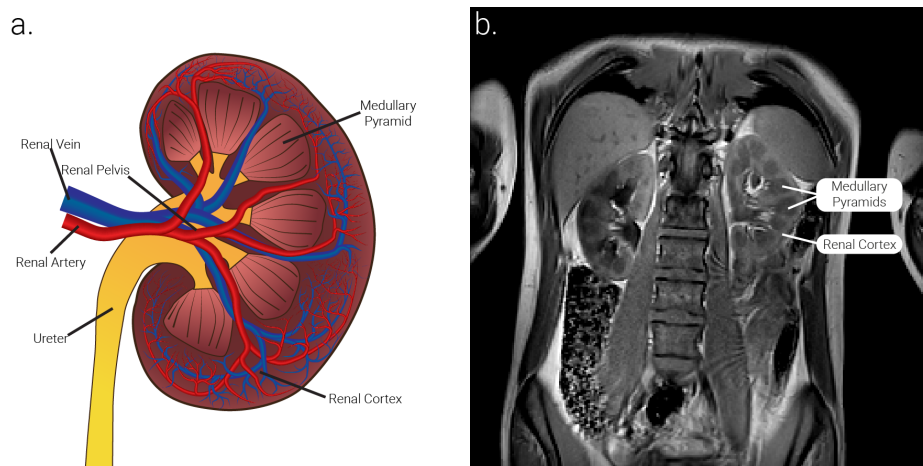 a.
Medullary
Pyramid
Renal Vein
Renal Pelvis
Renal Artery
Ureter
Renal Cortex
b.
Medullary
Pyramids
Renal Cortex